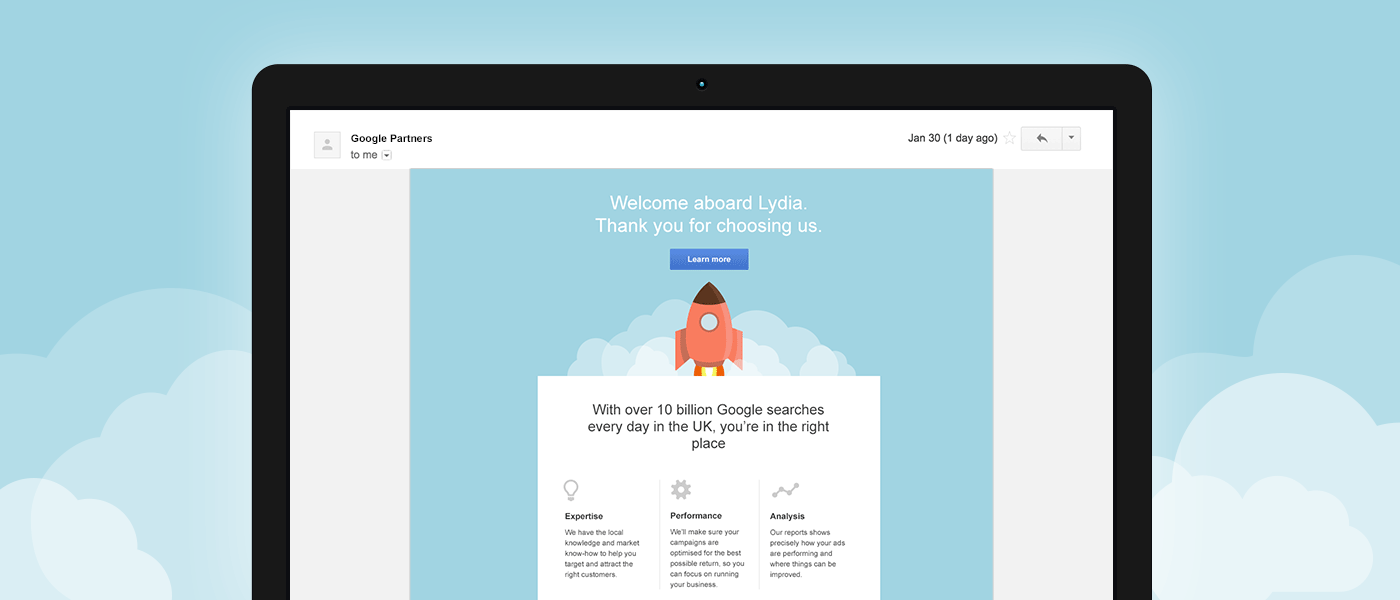 Google Partners
Jan 30 (1 day ago)
to me
Welcome aboard Lydia.
Thank you for choosing us.
Learn more
With over 10 billion Google searches
every day in the UK, you're in the right
place
Expertise
We have the local
knowledge and market
know-how to help you
target and attract the
right customers.
Performance
We'll make sure your
campaigns are
optimised for the best
possible return, so you
can focus on running
your business.
Analysis
Our reports shows
precisely how your ads
are performing and
where things can be
improved.